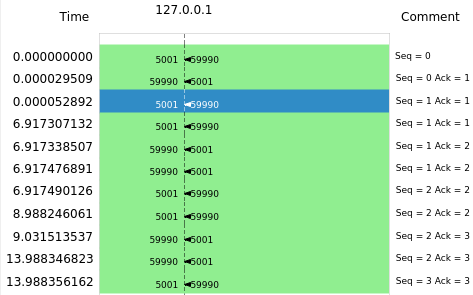 127.0.0.1
Time Comment
0.000000000 5001 59990 Seq = 0
0.000029509 59990 5001 Seq = 0 Ack = 1
0.000052892 5001 59990 Seq = 1 Ack = 1
6.917307132 5001 59990 Seq = 1 Ack = 1
6.917338507 59990 5001 Seq = 1 Ack = 2
6.917476891 59990 5001 Seq = 1 Ack = 2
6.917490126 5001 59990 Seq = 2 Ack = 2
8.988246061 5001 59990 Seq = 2 Ack = 2
9.031513537 59990 5001 Seq = 2 Ack = 3
13.988346823 59990 5001 Seq = 2 Ack = 3
13.988356162 5001 59990 Seq = 3 Ack = 3